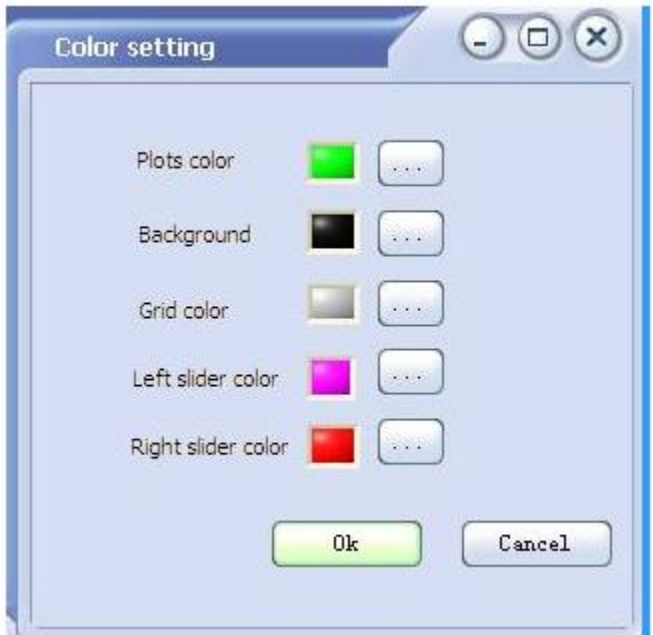 Color setting
Plots color ...
Background ...
Grid color ...
Left slider color ...
Right slider color ...
Ok Cancel